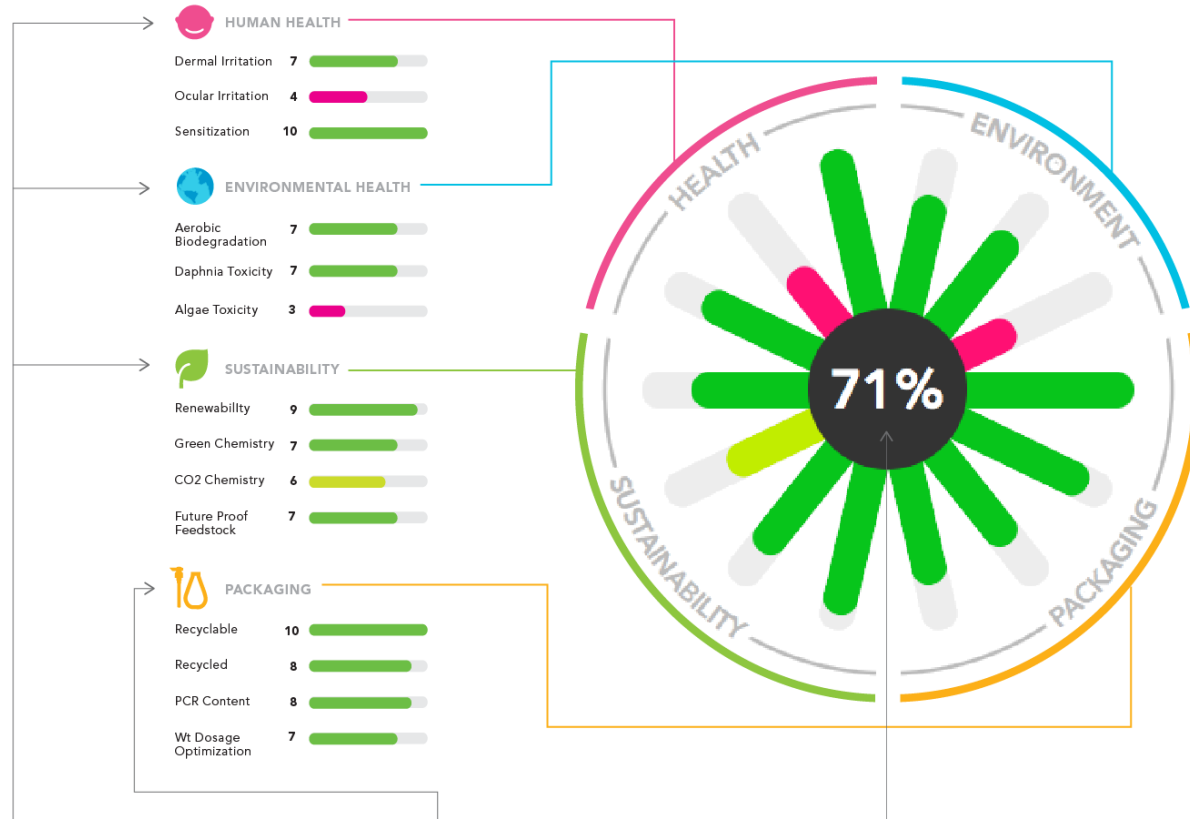 HUMAN HEALTH
Dermal Irritation 7
Ocular Irritation 4
Sensitization 10
ENVIRONMENTAL HEALTH
Aerobic
Biodegradation 7
Daphnia Toxicity 7
Algae Toxicity 3
SUSTAINABILITY
Renewability 9
Green Chemistry 7
CO2 Chemistry 6
Future Proof
Feedstock 7
PACKAGING
Recyclable 10
Recycled 8
PCR Content 8
Wt Dosage
Optimization 7
HEALTH
ENVIRONMENT
71%
SUSTAINABILITY
PACKAGING